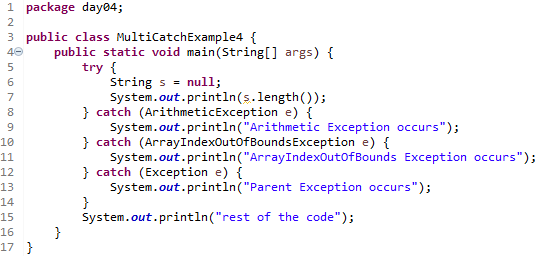 1 package day04;
2
3 public class MultiCatchExample4 {
4 public static void main(String[] args) {
5 try {
6 String s = null;
7 System.out.println(s.length());
8 } catch (ArithmeticException e) {
9 System.out.println("Arithmetic Exception occurs");
10 } catch (ArrayIndexOutOfBoundsException e) {
11 System.out.println("ArrayIndexOutOfBounds Exception occurs");
12 } catch (Exception e) {
13 System.out.println("Parent Exception occurs");
14 }
15 System.out.println("rest of the code");
16 }
17 }